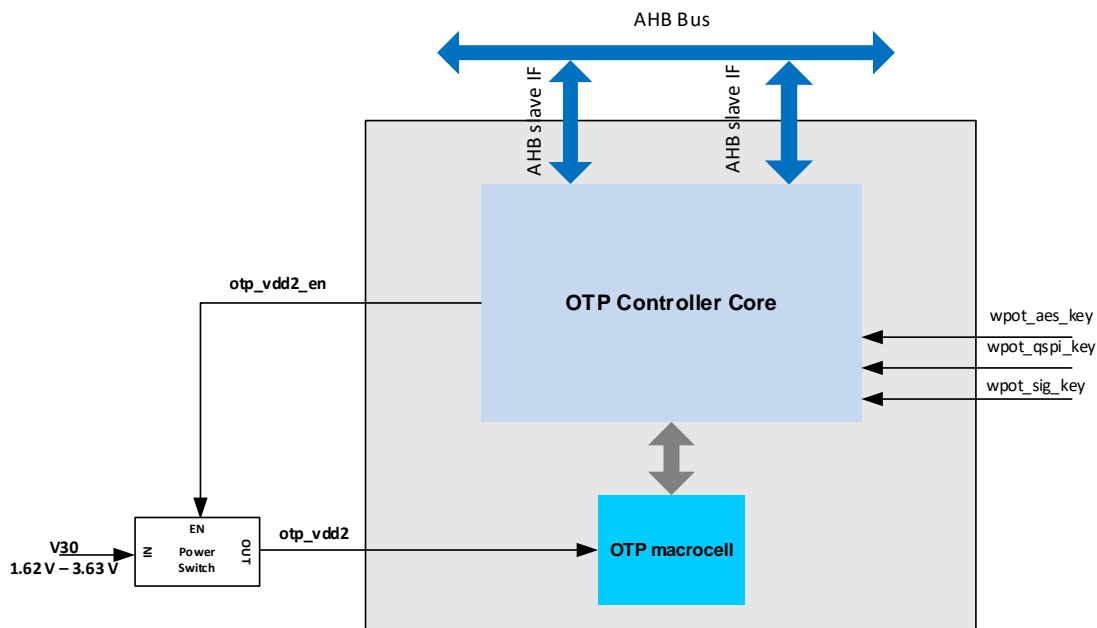 AHB Bus
AHB slave IF
AHB slave IF
otp_vdd2_en
OTP Controller Core
wpot_aes_key
wpot_qspi_key
wpot_sig_key
EN
IN
Power
Switch
OUT
V30
1.62 V – 3.63 V
otp_vdd2
OTP macrocell